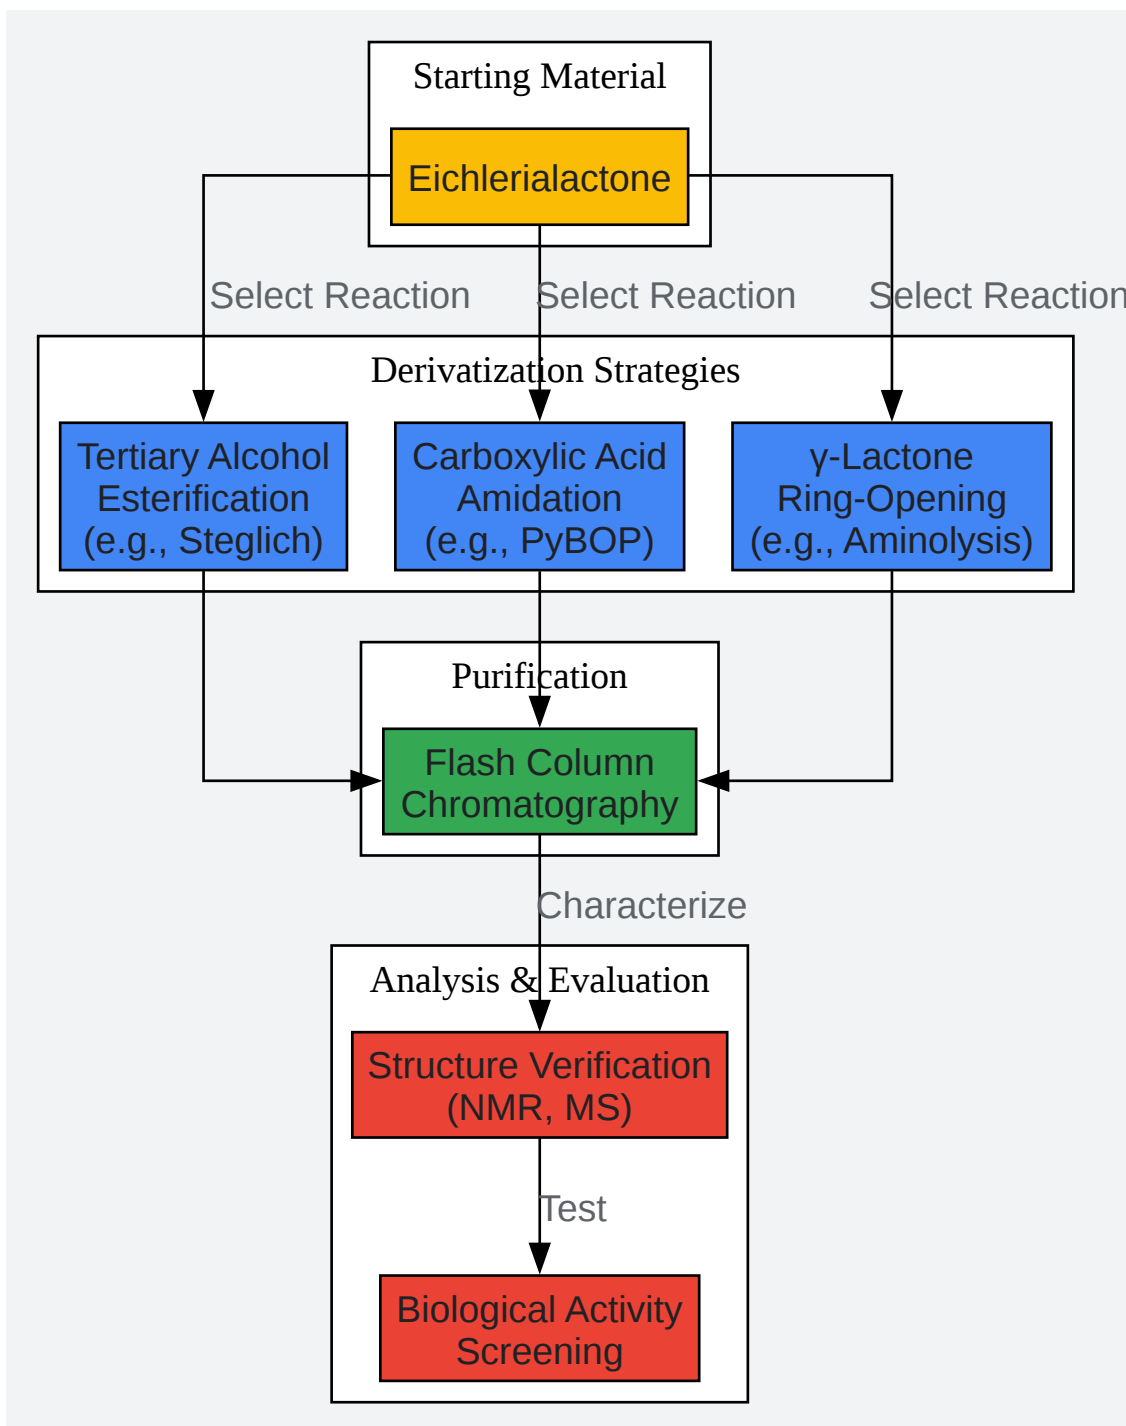 Starting Material
Eichlerialactone
Select Reaction
Select Reaction
Select Reaction
Derivatization Strategies
Tertiary Alcohol
Esterification
(e.g., Steglich)
Carboxylic Acid
Amidation
(e.g., PyBOP)
γ-Lactone
Ring-Opening
(e.g., Aminolysis)
Purification
Flash Column
Chromatography
Characterize
Analysis & Evaluation
Structure Verification
(NMR, MS)
Test
Biological Activity
Screening